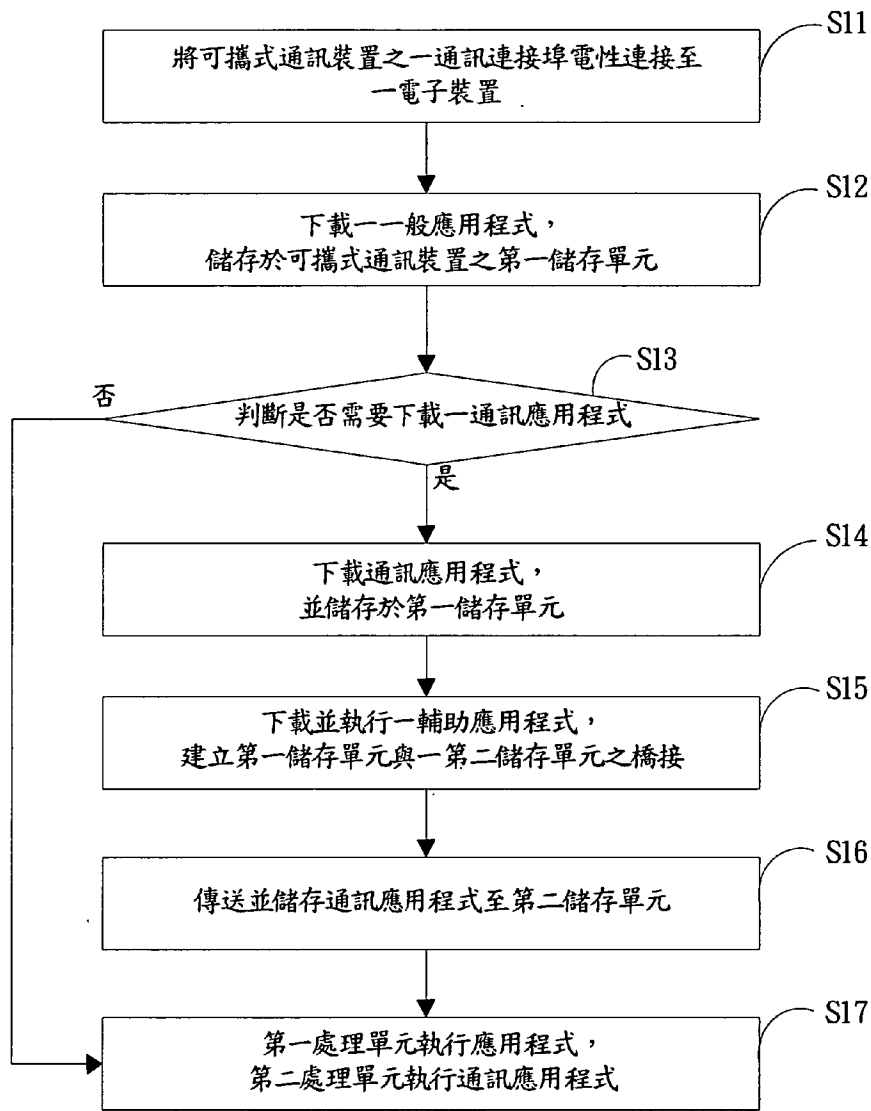 S11
將可攜式通訊裝置之一通訊連接埠電性連接至
一電子裝置
S12
下載一一般應用程式，
儲存於可攜式通訊裝置之第一儲存單元
S13
否
判斷是否需要下載一通訊應用程式
是
S14
下載通訊應用程式，
並儲存於第一儲存單元
S15
下載並執行一輔助應用程式，
建立第一儲存單元與一第二儲存單元之橋接
S16
傳送並儲存通訊應用程式至第二儲存單元
S17
第一處理單元執行應用程式，
第二處理單元執行通訊應用程式